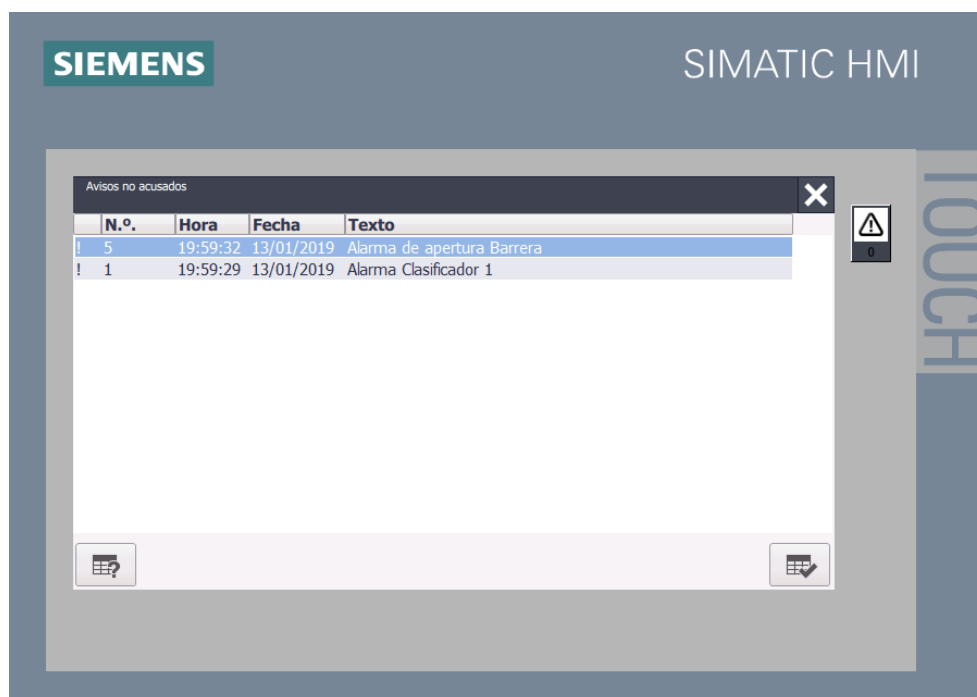 SIEMENS
SIMATIC HMI
TOUCH
Avisos no acusados
N.º. Hora Fecha Texto
! 5 19:59:32 13/01/2019 Alarma de apertura Barrera
! 1 19:59:29 13/01/2019 Alarma Clasificador 1
0